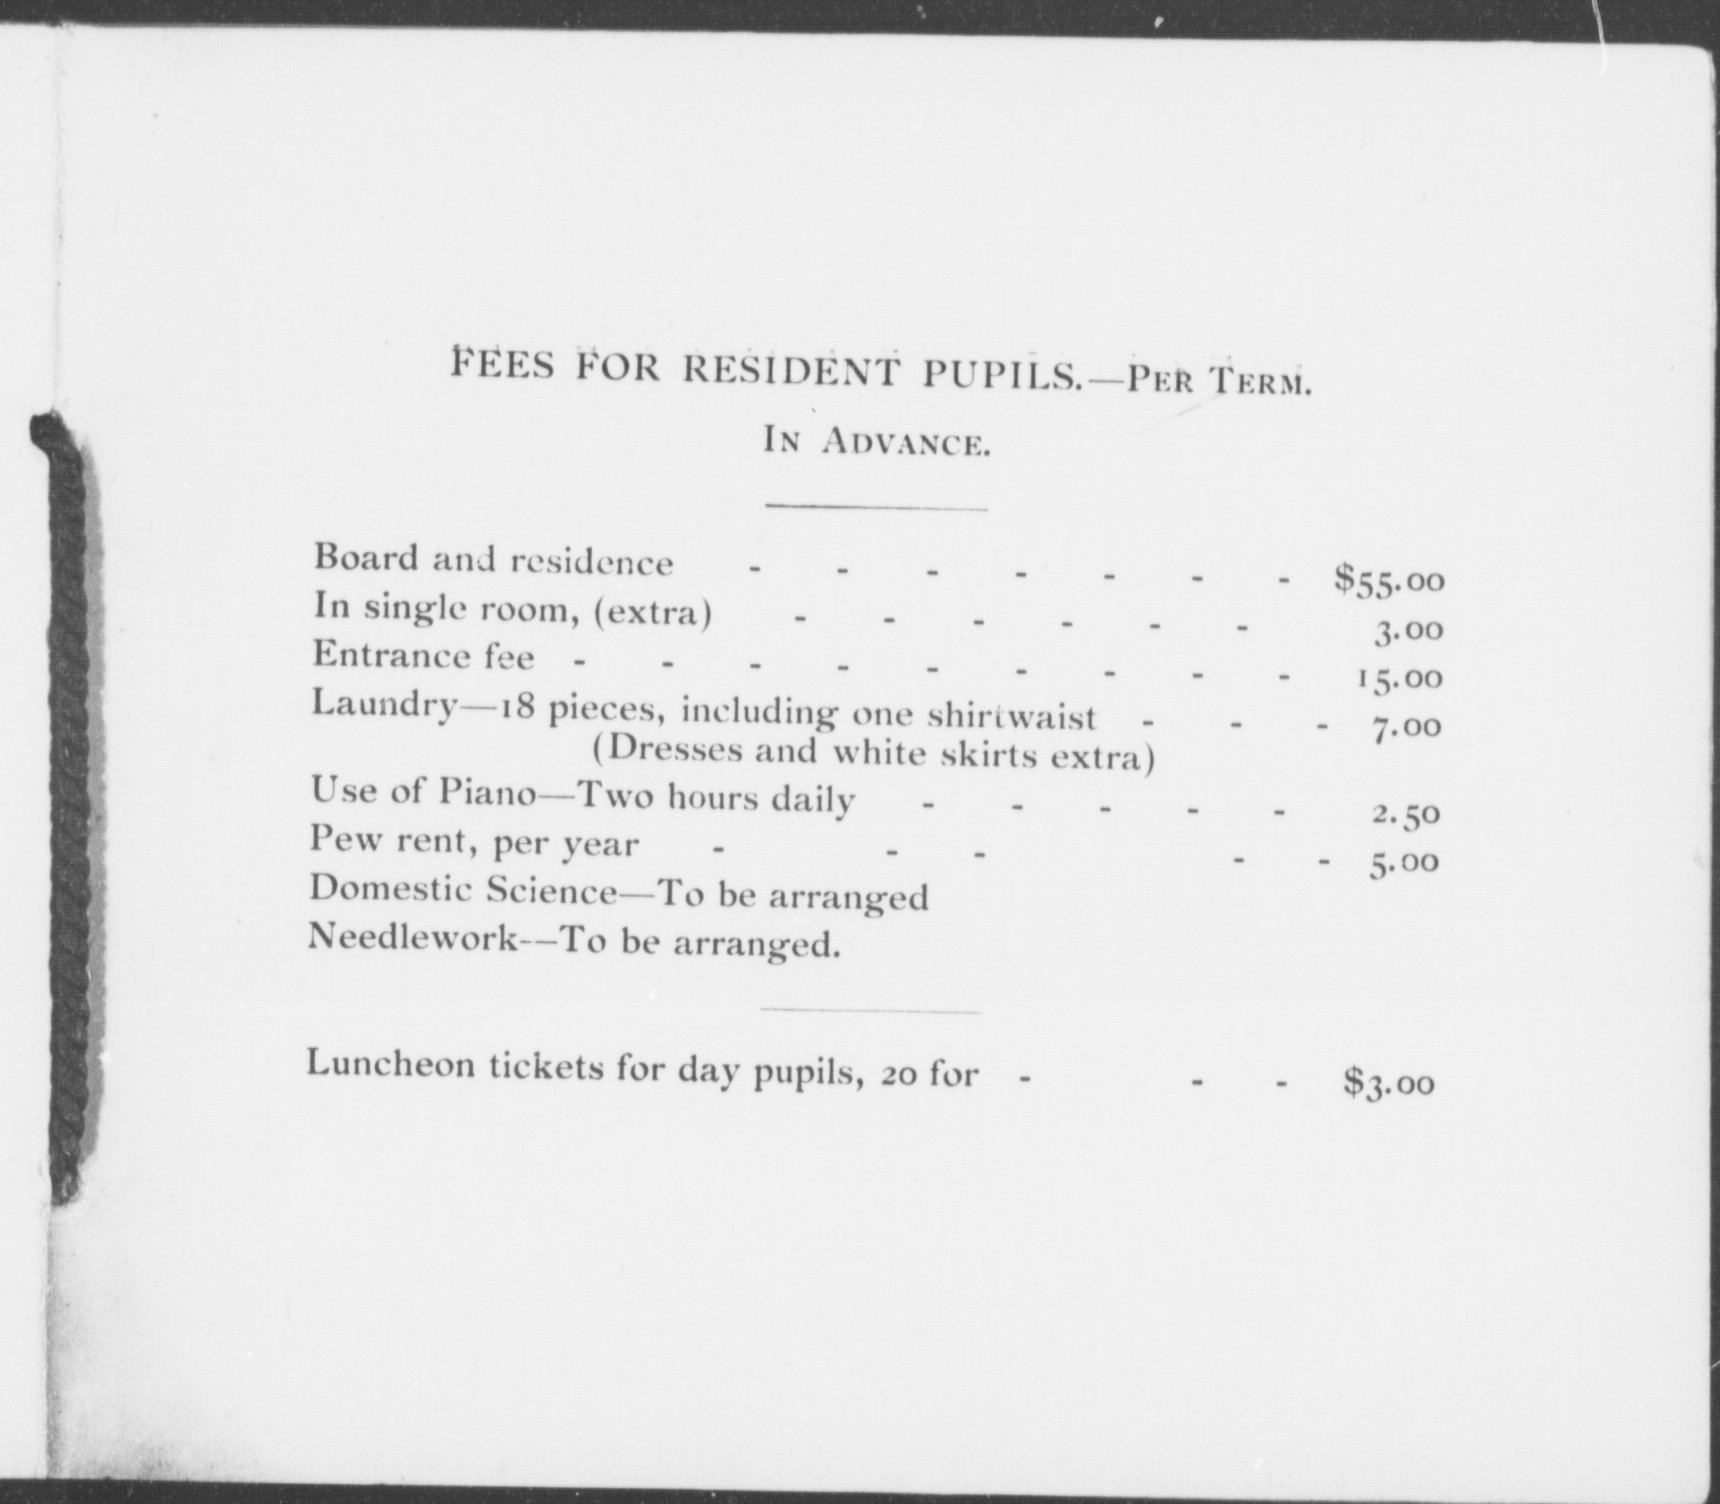 FEES FOR RESIDENT PUPILS.—PER TERM.
IN ADVANCE.
Board and residence - - - - - - - $55.00
In single room, (extra) - - - - - - 3.00
Entrance fee - - - - - - - - - 15.00
Laundry—18 pieces, including one shirtwaist - - - 7.00
(Dresses and white skirts extra)
Use of Piano—Two hours daily - - - - - 2.50
Pew rent, per year - - - - - 5.00
Domestic Science—To be arranged
Needlework—To be arranged.
Luncheon tickets for day pupils, 20 for - - - $3.00